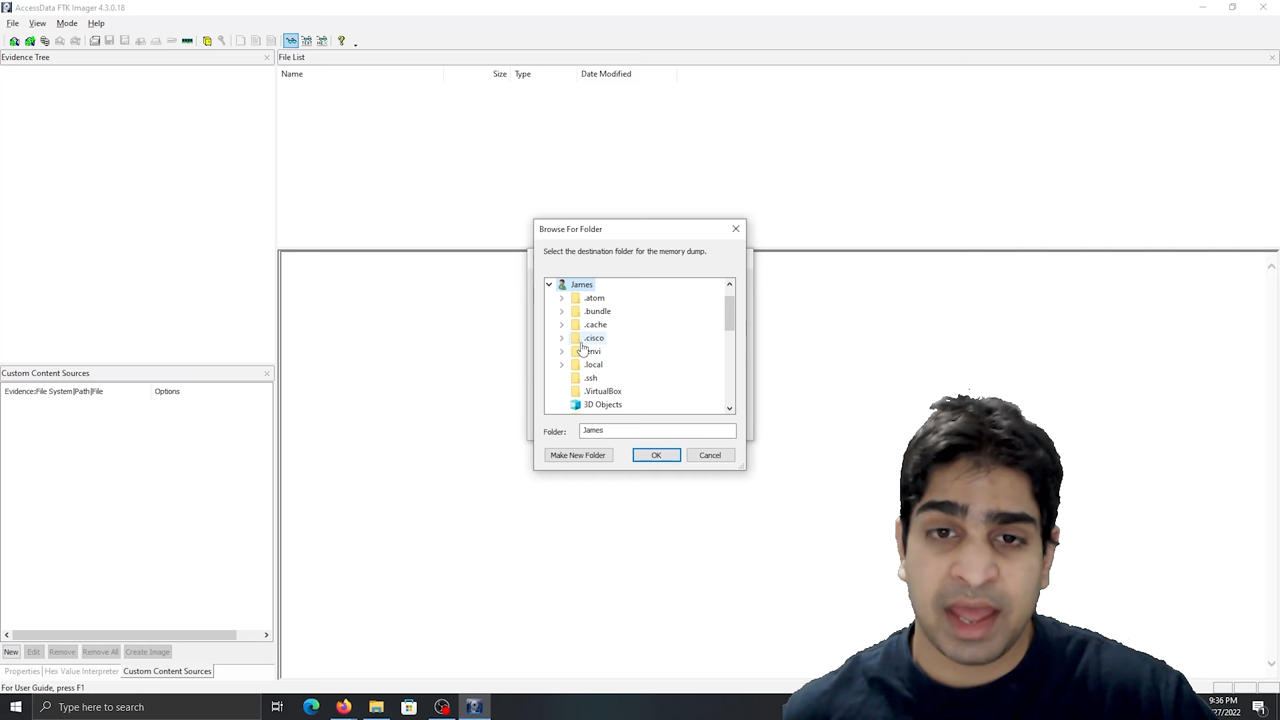 AccessData FTK Imager 4.3.0.18
File View Mode Help
Evidence Tree
File List
Name Size Type Date Modified
Browse For Folder
Select the destination folder for the memory dump.
James
.atom
.bundle
.cache
.cisco
.local
.ssh
.VirtualBox
3D Objects
Folder: James
Make New Folder OK Cancel
Custom Content Sources
Evidence:File System|Path|File Options
New Edit Remove Remove All Create Image
Properties Hex Value Interpreter Custom Content Sources
For User Guide, press F1
Type here to search
9:36 PM